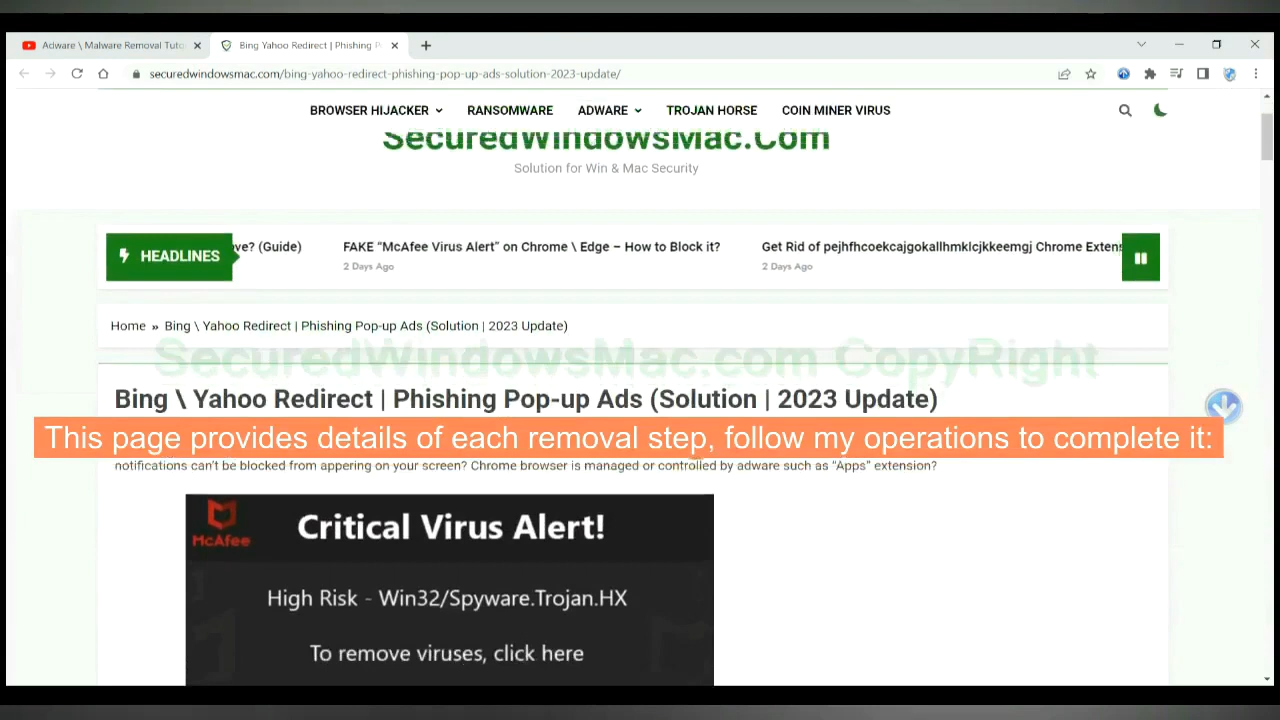 Adware \ Malware Removal Tuto
Bing Yahoo Redirect | Phishing P
securedwindowsmac.com/bing-yahoo-redirect-phishing-pop-up-ads-solution-2023-update/
BROWSER HIJACKER RANSOMWARE ADWARE TROJAN HORSE COIN MINER VIRUS
SecuredWindowsMac.Com
Solution for Win & Mac Security
HEADLINES
ove? (Guide)
FAKE “McAfee Virus Alert” on Chrome \ Edge – How to Block it?
2 Days Ago
Get Rid of pejhfhcoekcajgokallhmklcjkkeemgj Chrome Extens
2 Days Ago
Home » Bing \ Yahoo Redirect | Phishing Pop-up Ads (Solution | 2023 Update)
SecuredWindowsMac.com CopyRight
Bing \ Yahoo Redirect | Phishing Pop-up Ads (Solution | 2023 Update)
This page provides details of each removal step, follow my operations to complete it:
notifications can’t be blocked from appering on your screen? Chrome browser is managed or controlled by adware such as “Apps” extension?
McAfee
Critical Virus Alert!
High Risk - Win32/Spyware.Trojan.HX
To remove viruses, click here